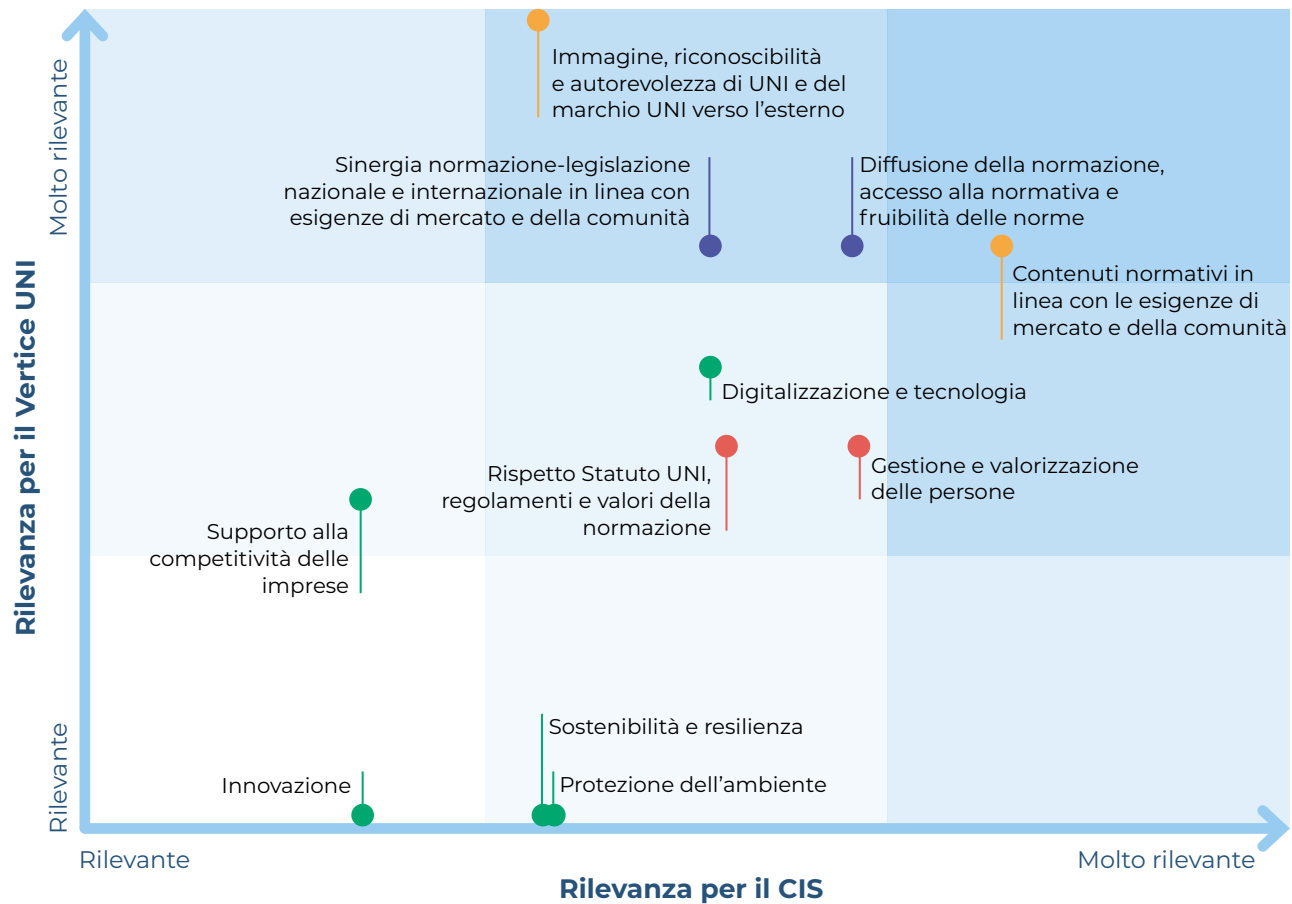 Rilevanza per il Vertice UNI
Molto rilevante
Rilevante
Immagine, riconoscibilità
e autorevolezza di UNI e del
marchio UNI verso l'esterno
Sinergia normazione-legislazione
nazionale e internazionale in linea con
esigenze di mercato e della comunità
Diffusione della normazione,
accesso alla normativa e
fruibilità delle norme
Contenuti normativi in
linea con le esigenze di
mercato e della comunità
Digitalizzazione e tecnologia
Rispetto Statuto UNI,
regolamenti e valori della
normazione
Gestione e valorizzazione
delle persone
Supporto alla
competitività delle
imprese
Sostenibilità e resilienza
Innovazione
Protezione dell'ambiente
Rilevante
Molto rilevante
Rilevanza per il CIS